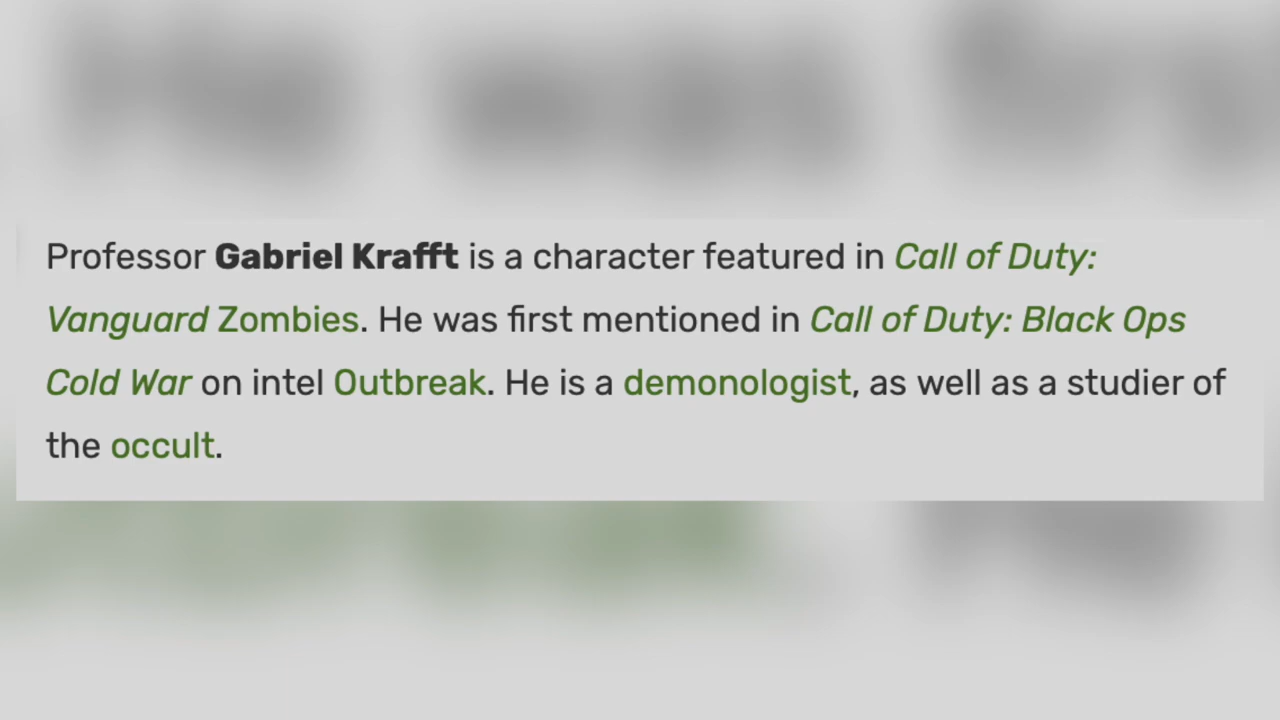 Professor Gabriel Krafft is a character featured in Call of Duty:
Vanguard Zombies. He was first mentioned in Call of Duty: Black Ops
Cold War on intel Outbreak. He is a demonologist, as well as a studier of
the occult.